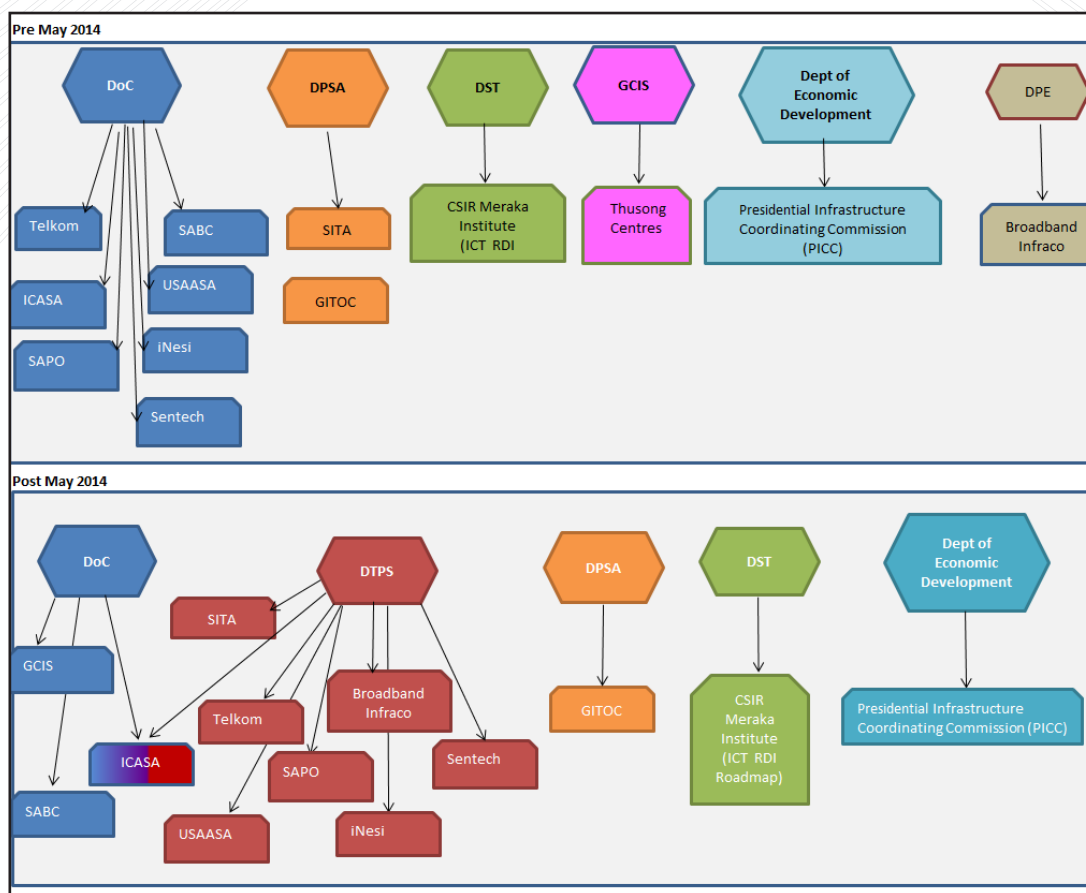 Pre May 2014
DoC
DPSA
DST
GCIS
Dept of
Economic
Development
DPE
Telkom
SABC
SITA
CSIR Meraka
Institute
(ICT RDI
Thusong
Centres
Presidential Infrastructure
Coordinating Commission
(PICC)
Broadband
Infraco
ICASA
USAASA
GITOC
SAPO
iNesi
Sentech
Post May 2014
DoC
DTPS
DPSA
DST
Dept of
Economic
Development
SITA
GCIS
Telkom
Broadband
Infraco
GITOC
CSIR
Meraka
Institute
(ICT RDI
Roadmap)
Presidential Infrastructure
Coordinating Commission (PICC)
ICASA
SAPO
Sentech
SABC
USAASA
iNesi